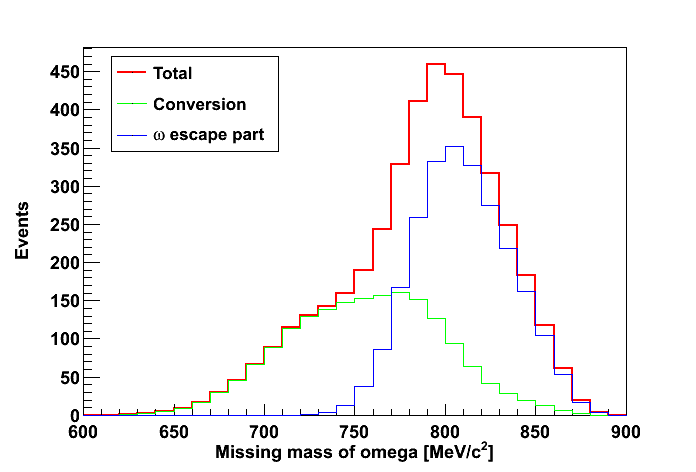 Total
Conversion
ω escape part
Events
450
400
350
300
250
200
150
100
50
0
600 650 700 750 800 850 900
Missing mass of omega [MeV/c²]